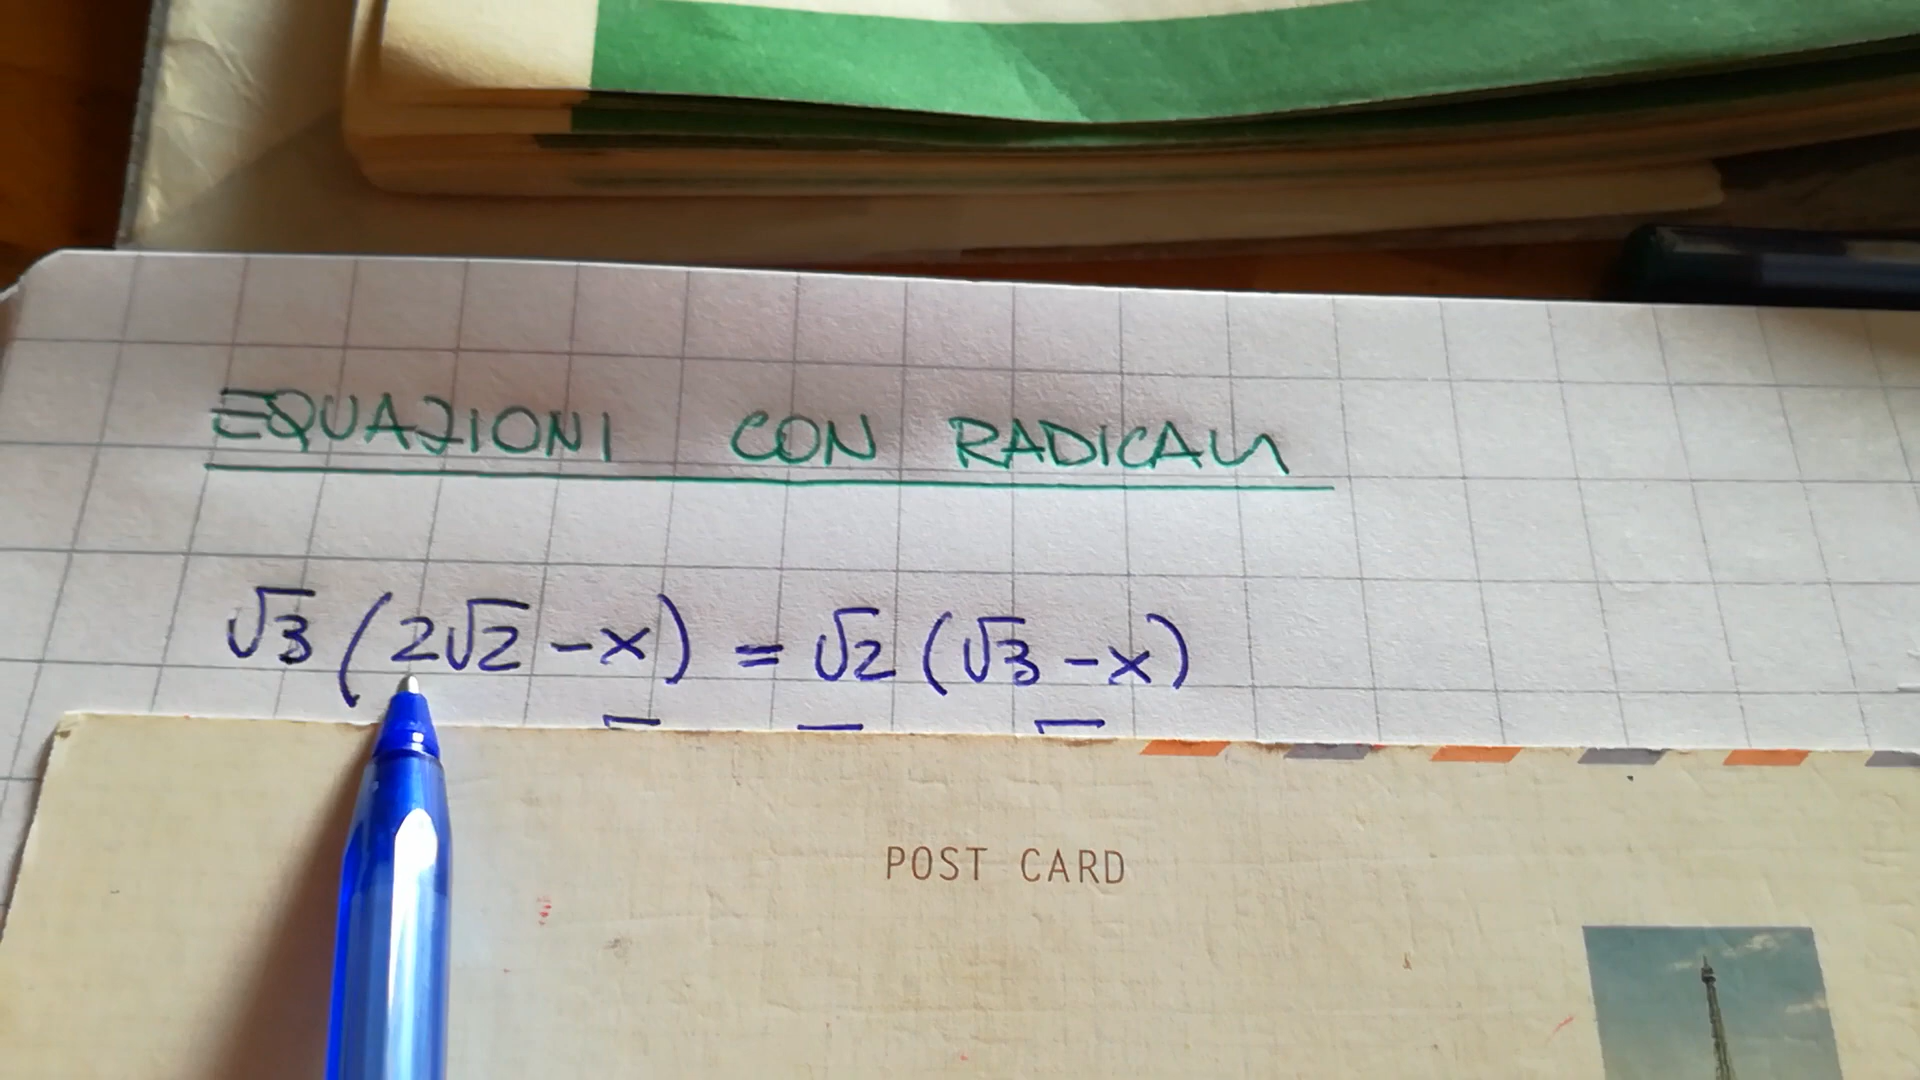 EQUAZIONI CON RADICALI
√3 (2√2 - x) = √2 (√3 - x)
POST CARD